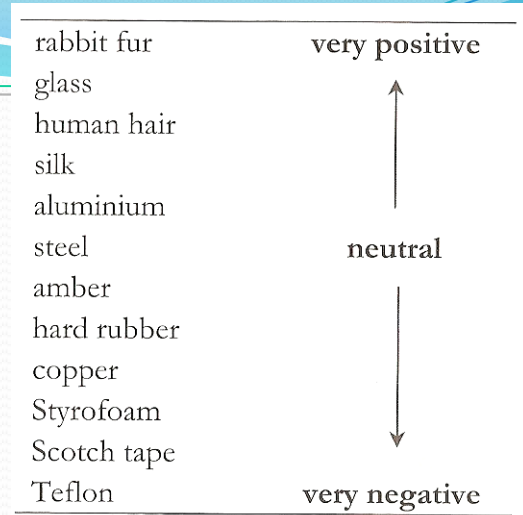 rabbit fur very positive
glass
human hair
silk
aluminium
steel neutral
amber
hard rubber
copper
Styrofoam
Scotch tape
Teflon very negative